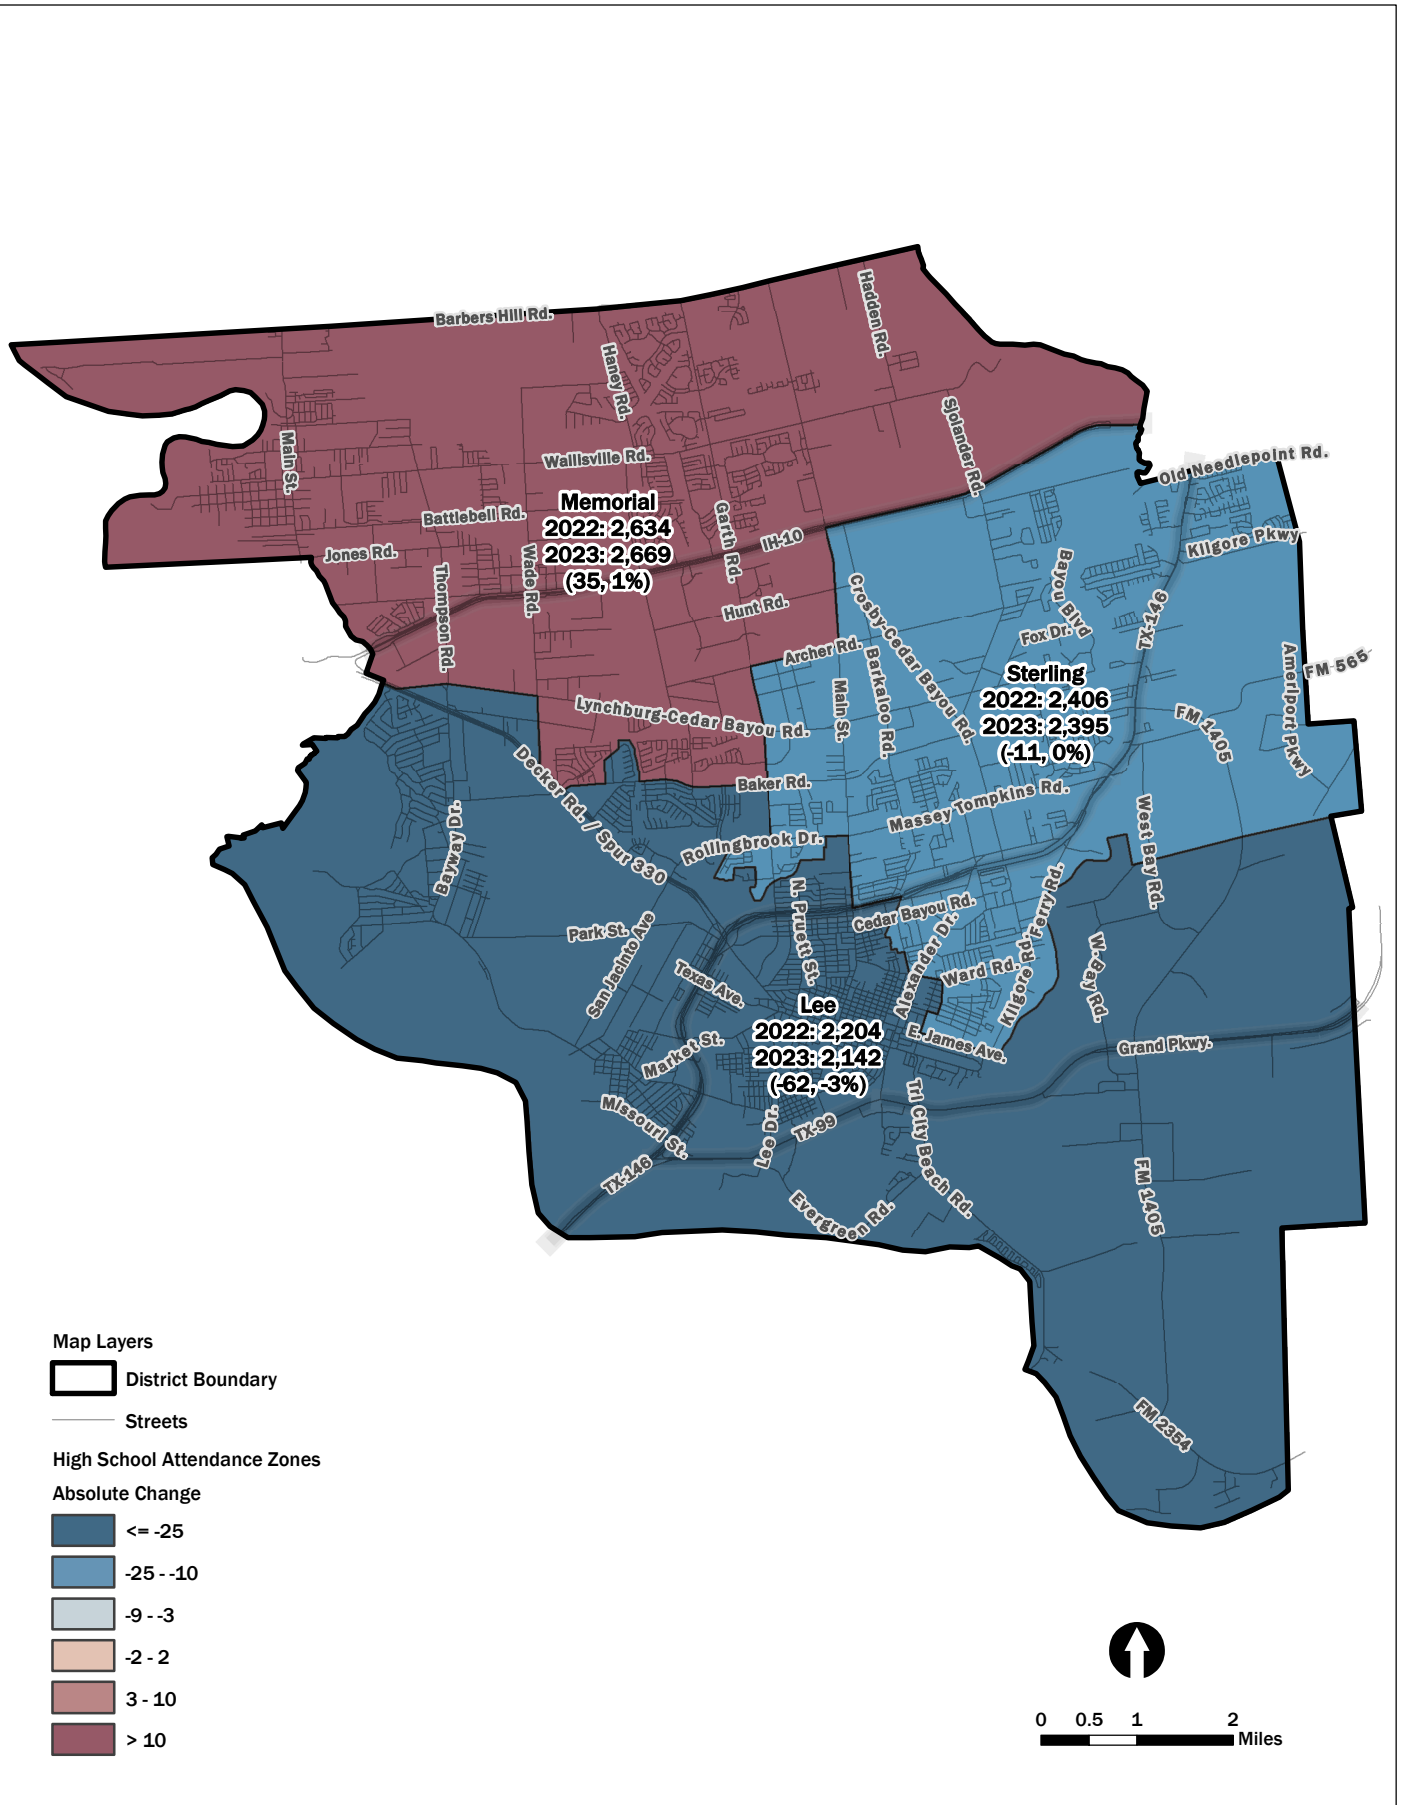 Barbers Hill Rd.
Hadden Rd.
Haney Rd.
Sjolander Rd.
Main St.
Wallisville Rd.
Old Needlepoint Rd.
Memorial
2022: 2,634
2023: 2,669
(35, 1%)
Battlebell Rd.
Garth Rd.
IH-10
Kilgore Pkwy
Jones Rd.
Wade Rd.
Thompson Rd.
Hunt Rd.
Crosby-Cedar Bayou Rd.
Bayou Blvd
Fox Dr.
TX-146
Archer Rd.
Barkaloo Rd.
Main St.
Ameriport Pkwy
FM 565
Sterling
2022: 2,406
2023: 2,395
(-11, 0%)
Lynchburg-Cedar Bayou Rd.
FM 1405
Decker Rd. / Spur 330
Baker Rd.
Massey Tompkins Rd.
West Bay Rd.
Bayway Dr.
Rollingbrook Dr.
N. Pruett St.
Cedar Bayou Rd.
Kilgore Rd.
Ferry Rd.
Park St.
San Jacinto Ave
Alexander Dr.
Ward Rd.
W. Bay Rd.
Texas Ave.
Lee
2022: 2,204
2023: 2,142
(-62, -3%)
E. James Ave.
Market St.
Grand Pkwy.
Missouri St.
Lee Dr.
TX-99
Tri City Beach Rd.
TX-146
Evergreen Rd.
FM 1405
FM 2354
Map Layers
District Boundary
Streets
High School Attendance Zones
Absolute Change
<= -25
-25 - -10
-9 - -3
-2 - 2
3 - 10
> 10
0 0.5 1 2
Miles